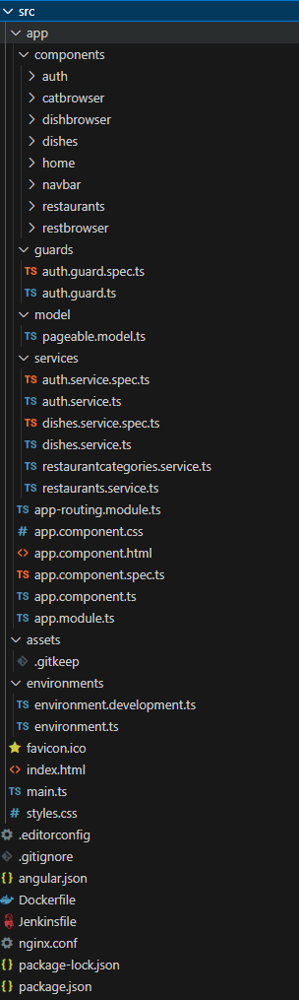 src
app
components
auth
catbrowser
dishbrowser
dishes
home
navbar
restaurants
restbrowser
guards
TS auth.guard.spec.ts
TS auth.guard.ts
model
TS pageable.model.ts
services
TS auth.service.spec.ts
TS auth.service.ts
TS dishes.service.spec.ts
TS dishes.service.ts
TS restaurantcategories.service.ts
TS restaurants.service.ts
TS app-routing.module.ts
# app.component.css
<> app.component.html
TS app.component.spec.ts
TS app.component.ts
TS app.module.ts
assets
.gitkeep
environments
TS environment.development.ts
TS environment.ts
favicon.ico
<> index.html
TS main.ts
# styles.css
.editorconfig
.gitignore
{} angular.json
Dockerfile
Jenkinsfile
nginx.conf
{} package-lock.json
{} package.json